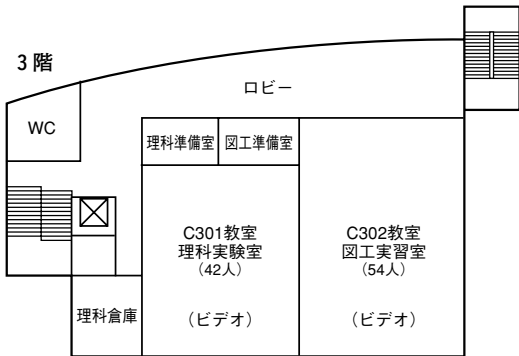 3階
ロビー
WC
理科準備室
図工準備室
C301教室
理科実験室
（42人）
（ビデオ）
C302教室
図工実習室
（54人）
（ビデオ）
理科倉庫